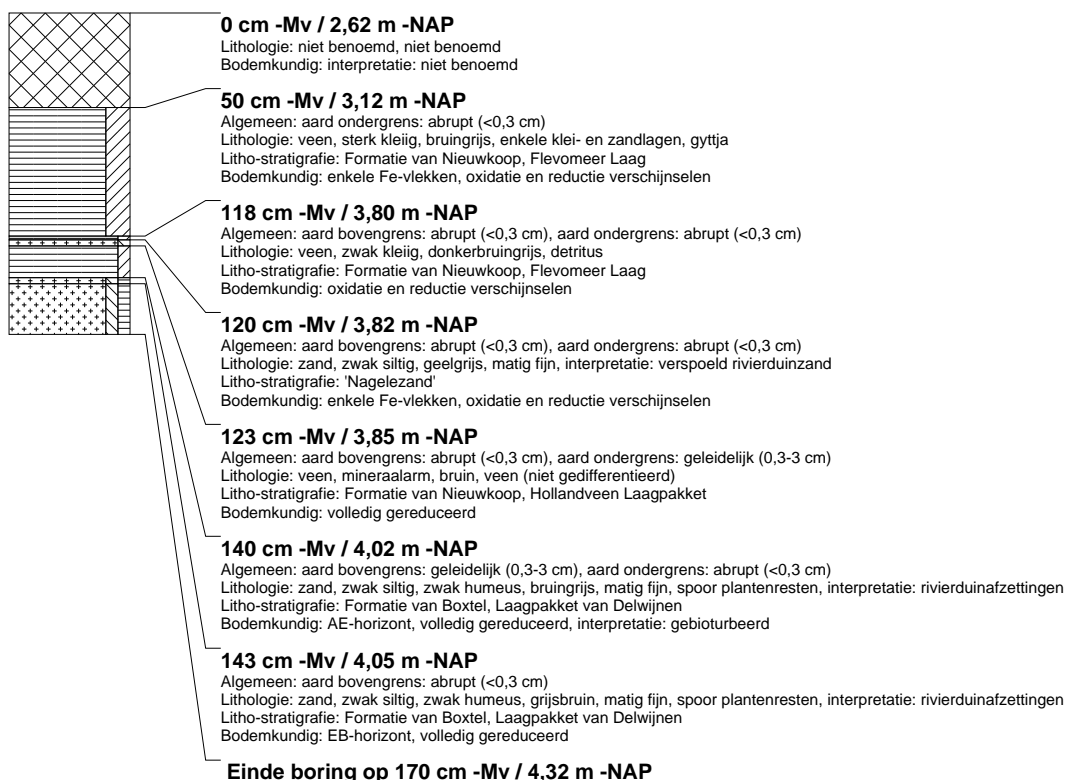 0 cm -Mv / 2,62 m -NAP
Lithologie: niet benoemd, niet benoemd
Bodemkundig: interpretatie: niet benoemd
50 cm -Mv / 3,12 m -NAP
Algemeen: aard ondergrens: abrupt (<0,3 cm)
Lithologie: veen, sterk kleiig, bruingrijs, enkele klei- en zandlagen, gyttja
Litho-stratigrafie: Formatie van Nieuwkoop, Flevomeer Laag
Bodemkundig: enkele Fe-vlekken, oxidatie en reductie verschijnselen
118 cm -Mv / 3,80 m -NAP
Algemeen: aard bovengrens: abrupt (<0,3 cm), aard ondergrens: abrupt (<0,3 cm)
Lithologie: veen, zwak kleiig, donkerbruingrijs, detritus
Litho-stratigrafie: Formatie van Nieuwkoop, Flevomeer Laag
Bodemkundig: oxidatie en reductie verschijnselen
120 cm -Mv / 3,82 m -NAP
Algemeen: aard bovengrens: abrupt (<0,3 cm), aard ondergrens: abrupt (<0,3 cm)
Lithologie: zand, zwak siltig, geelgrijs, matig fijn, interpretatie: verspoeld rivierduinzand
Litho-stratigrafie: 'Nagelezand'
Bodemkundig: enkele Fe-vlekken, oxidatie en reductie verschijnselen
123 cm -Mv / 3,85 m -NAP
Algemeen: aard bovengrens: abrupt (<0,3 cm), aard ondergrens: geleidelijk (0,3-3 cm)
Lithologie: veen, mineraalarm, bruin, veen (niet gedifferentieerd)
Litho-stratigrafie: Formatie van Nieuwkoop, Hollandveen Laagpakket
Bodemkundig: volledig gereduceerd
140 cm -Mv / 4,02 m -NAP
Algemeen: aard bovengrens: geleidelijk (0,3-3 cm), aard ondergrens: abrupt (<0,3 cm)
Lithologie: zand, zwak siltig, zwak humeus, bruingrijs, matig fijn, spoor plantenresten, interpretatie: rivierduinafzettingen
Litho-stratigrafie: Formatie van Boxtel, Laagpakket van Delwijnen
Bodemkundig: AE-horizont, volledig gereduceerd, interpretatie: gebioturbeerd
143 cm -Mv / 4,05 m -NAP
Algemeen: aard bovengrens: abrupt (<0,3 cm)
Lithologie: zand, zwak siltig, zwak humeus, grijsbruin, matig fijn, spoor plantenresten, interpretatie: rivierduinafzettingen
Litho-stratigrafie: Formatie van Boxtel, Laagpakket van Delwijnen
Bodemkundig: EB-horizont, volledig gereduceerd
Einde boring op 170 cm -Mv / 4,32 m -NAP